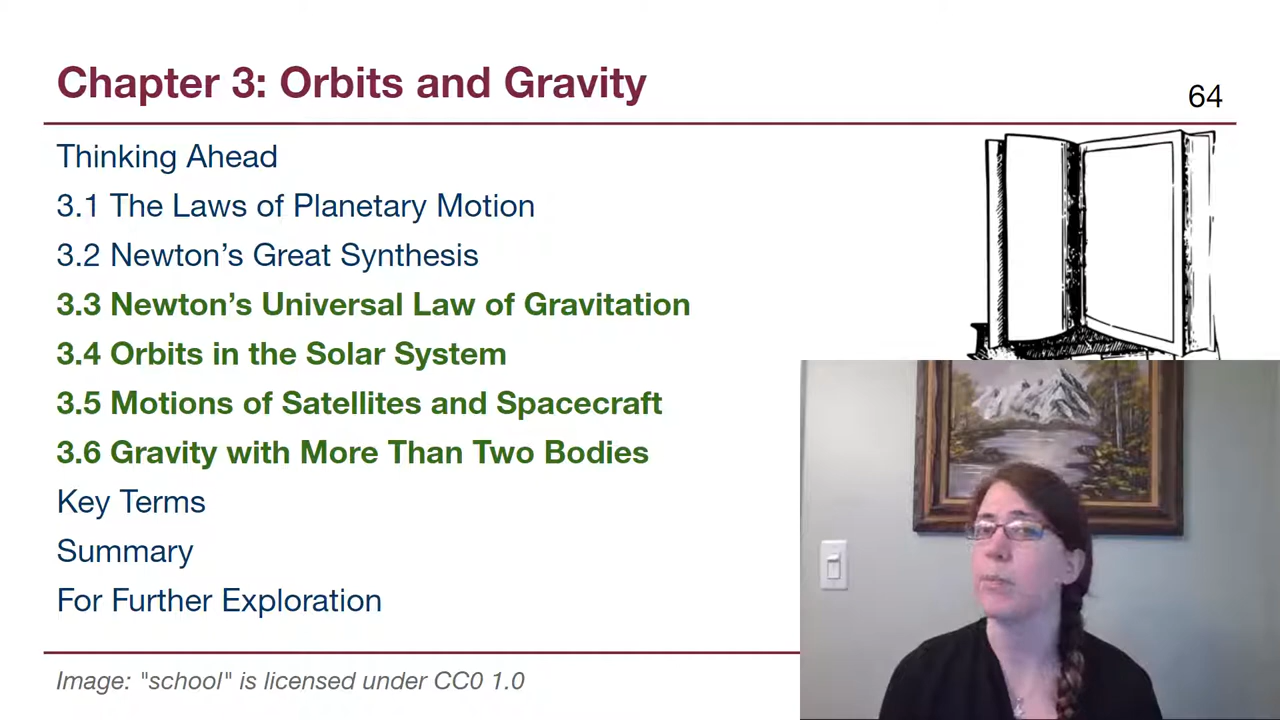 Chapter 3: Orbits and Gravity
64
Thinking Ahead
3.1 The Laws of Planetary Motion
3.2 Newton’s Great Synthesis
3.3 Newton’s Universal Law of Gravitation
3.4 Orbits in the Solar System
3.5 Motions of Satellites and Spacecraft
3.6 Gravity with More Than Two Bodies
Key Terms
Summary
For Further Exploration
Image: "school" is licensed under CC0 1.0